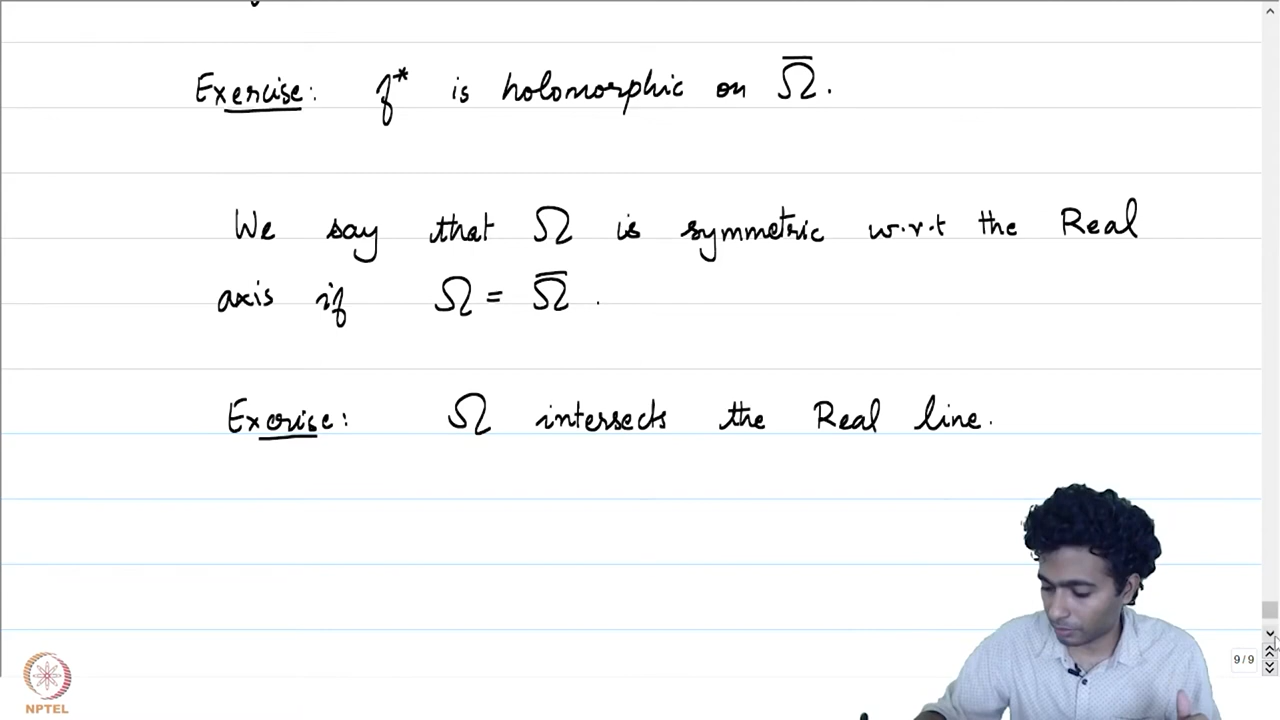 Exercise: f* is holomorphic on Ω̅.
We say that Ω is symmetric w.r.t the Real
axis if Ω = Ω̅ .
Exerise: Ω intersects the Real line.
9/9
NPTEL